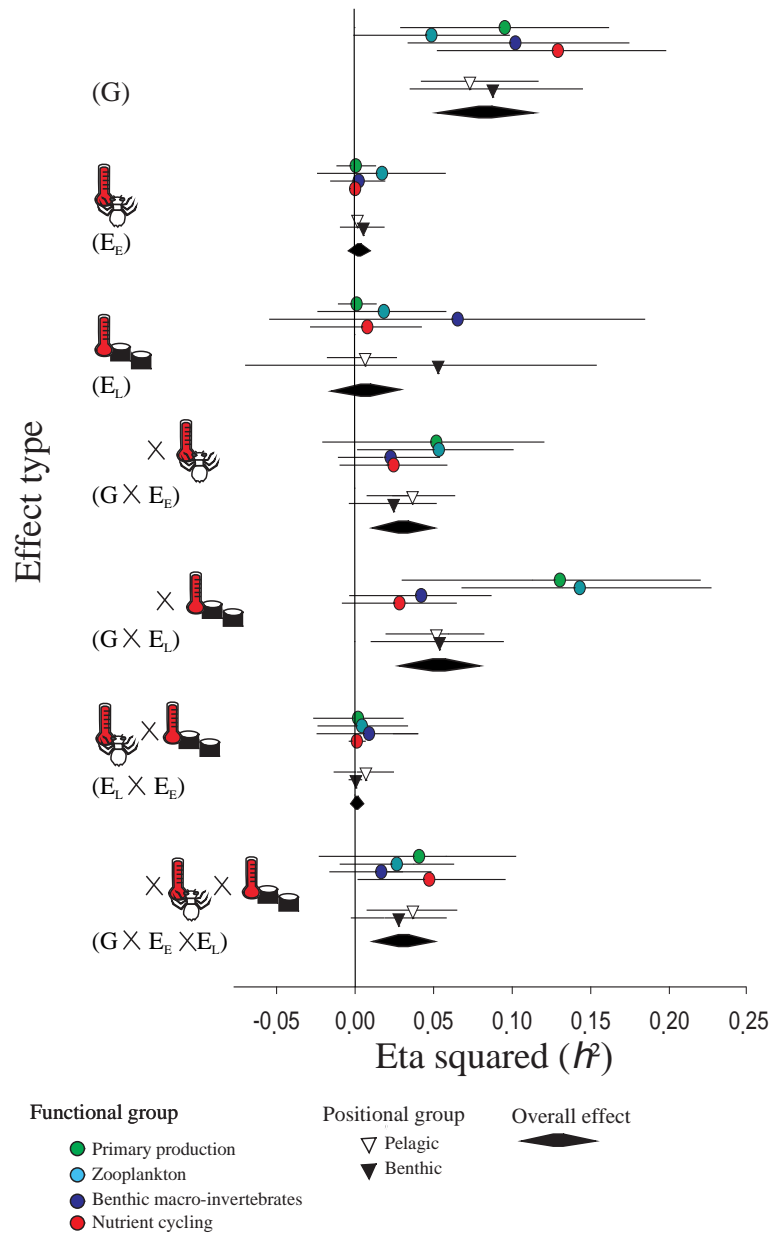 (G)
(E_E)
(E_L)
×
(G × E_E)
×
(G × E_L)
×
(E_L × E_E)
× ×
(G × E_E ×E_L)
Effect type
-0.05 0.00 0.05 0.10 0.15 0.20 0.25
Eta squared (h²)
Functional group
Primary production
Zooplankton
Benthic macro-invertebrates
Nutrient cycling
Positional group
Pelagic
Benthic
Overall effect